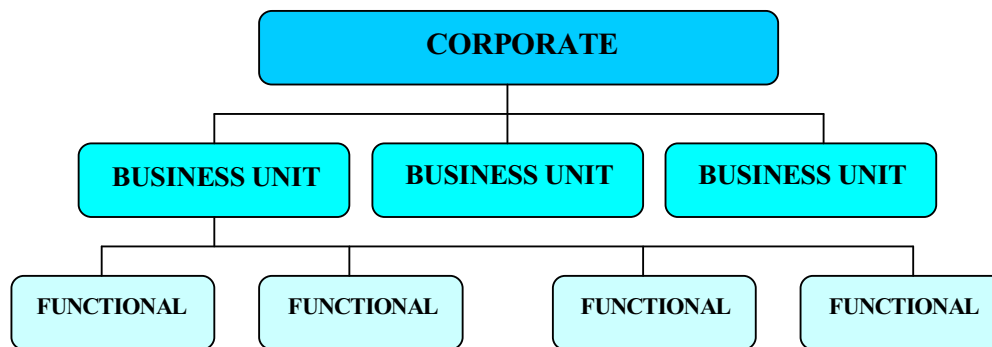 CORPORATE
BUSINESS UNIT
BUSINESS UNIT
BUSINESS UNIT
FUNCTIONAL
FUNCTIONAL
FUNCTIONAL
FUNCTIONAL